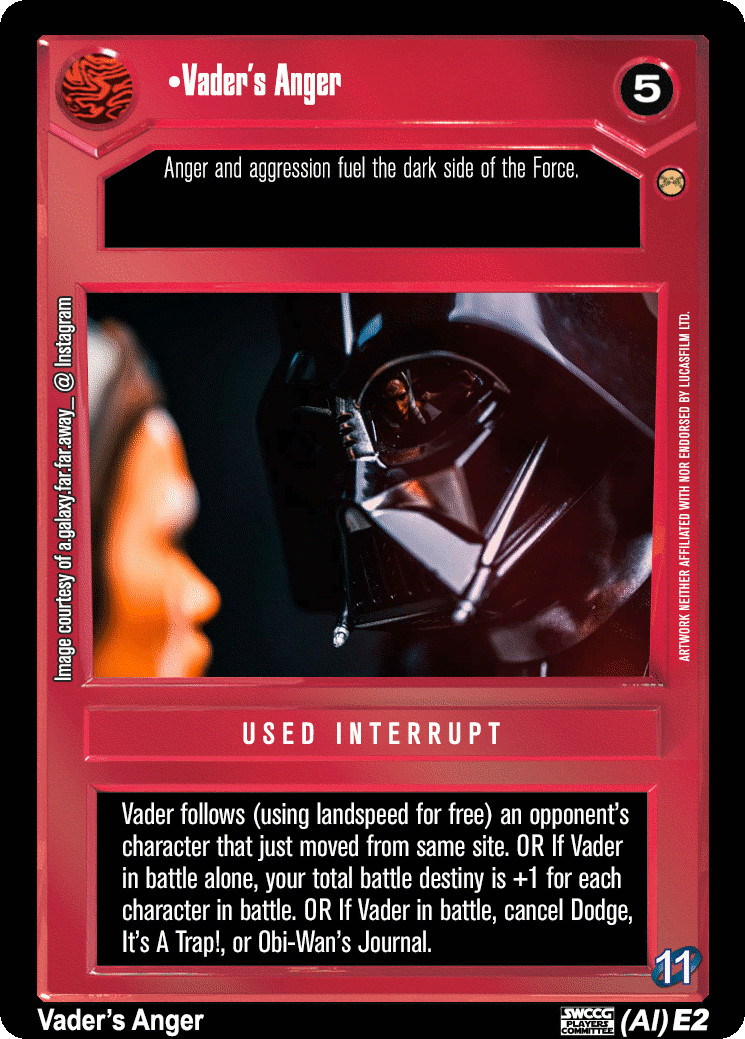 •Vader's Anger
5
Anger and aggression fuel the dark side of the Force.
Image courtesy of a.galaxy.far.far.away_ @ Instagram
ARTWORK NEITHER AFFILIATED WITH NOR ENDORSED BY LUCASFILM LTD.
USED INTERRUPT
Vader follows (using landspeed for free) an opponent's
character that just moved from same site. OR If Vader
in battle alone, your total battle destiny is +1 for each
character in battle. OR If Vader in battle, cancel Dodge,
It's A Trap!, or Obi-Wan's Journal.
11
Vader's Anger
SWCCG
PLAYERS
COMMITTEE
(AI) E2